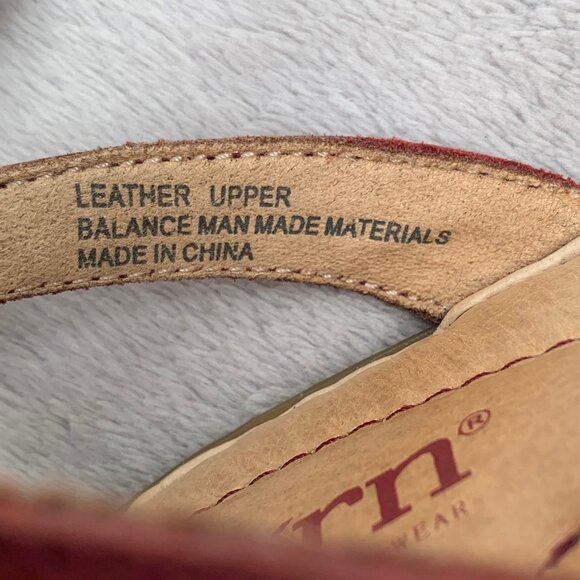 LEATHER UPPER
BALANCE MAN MADE MATERIALS
MADE IN CHINA
rn®
WEAR